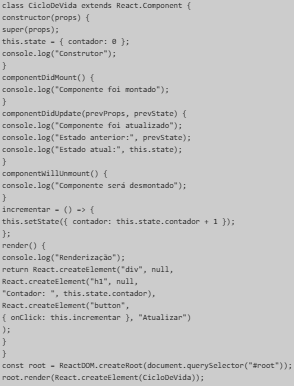 class CicloDeVida extends React.Component {
constructor(props) {
super(props);
this.state = { contador: 0 };
console.log("Construtor");
}
componentDidMount() {
console.log("Componente foi montado");
}
componentDidUpdate(prevProps, prevState) {
console.log("Componente foi atualizado");
console.log("Estado anterior:", prevState);
console.log("Estado atual:", this.state);
}
componentWillUnmount() {
console.log("Componente será desmontado");
}
incrementar = () => {
this.setState({ contador: this.state.contador + 1 });
};
render() {
console.log("Renderização");
return React.createElement("div", null,
React.createElement("h1", null,
"Contador: ", this.state.contador),
React.createElement("button",
{ onClick: this.incrementar }, "Atualizar")
);
}
}
const root = ReactDOM.createRoot(document.querySelector("#root"));
root.render(React.createElement(CicloDeVida));